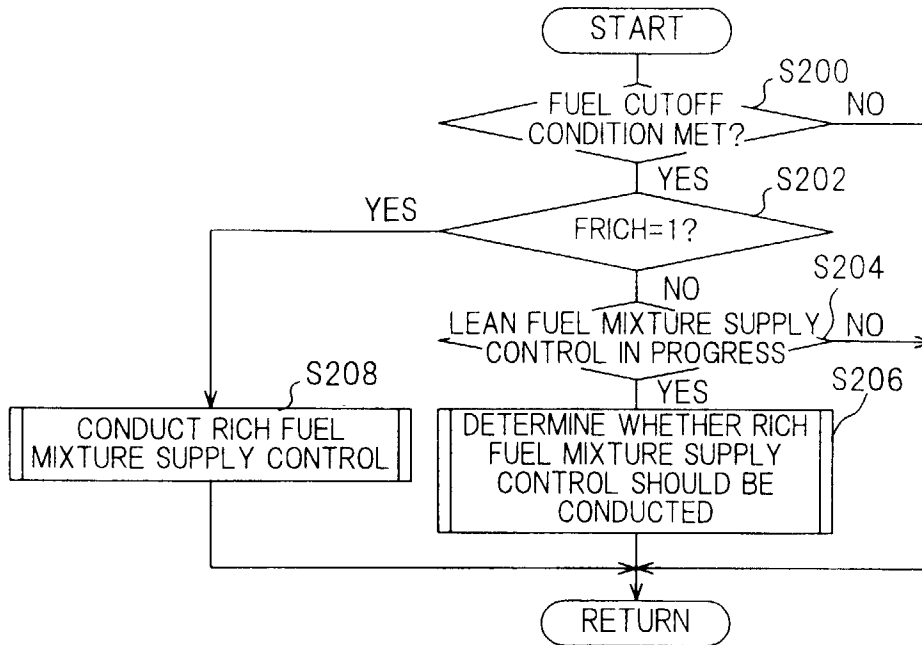 START
S200
FUEL CUTOFF
CONDITION MET?
NO
YES
S202
YES
FRICH=1?
NO
S204
LEAN FUEL MIXTURE SUPPLY
CONTROL IN PROGRESS
NO
YES
S208
S206
CONDUCT RICH FUEL
MIXTURE SUPPLY CONTROL
DETERMINE WHETHER RICH
FUEL MIXTURE SUPPLY
CONTROL SHOULD BE
CONDUCTED
RETURN